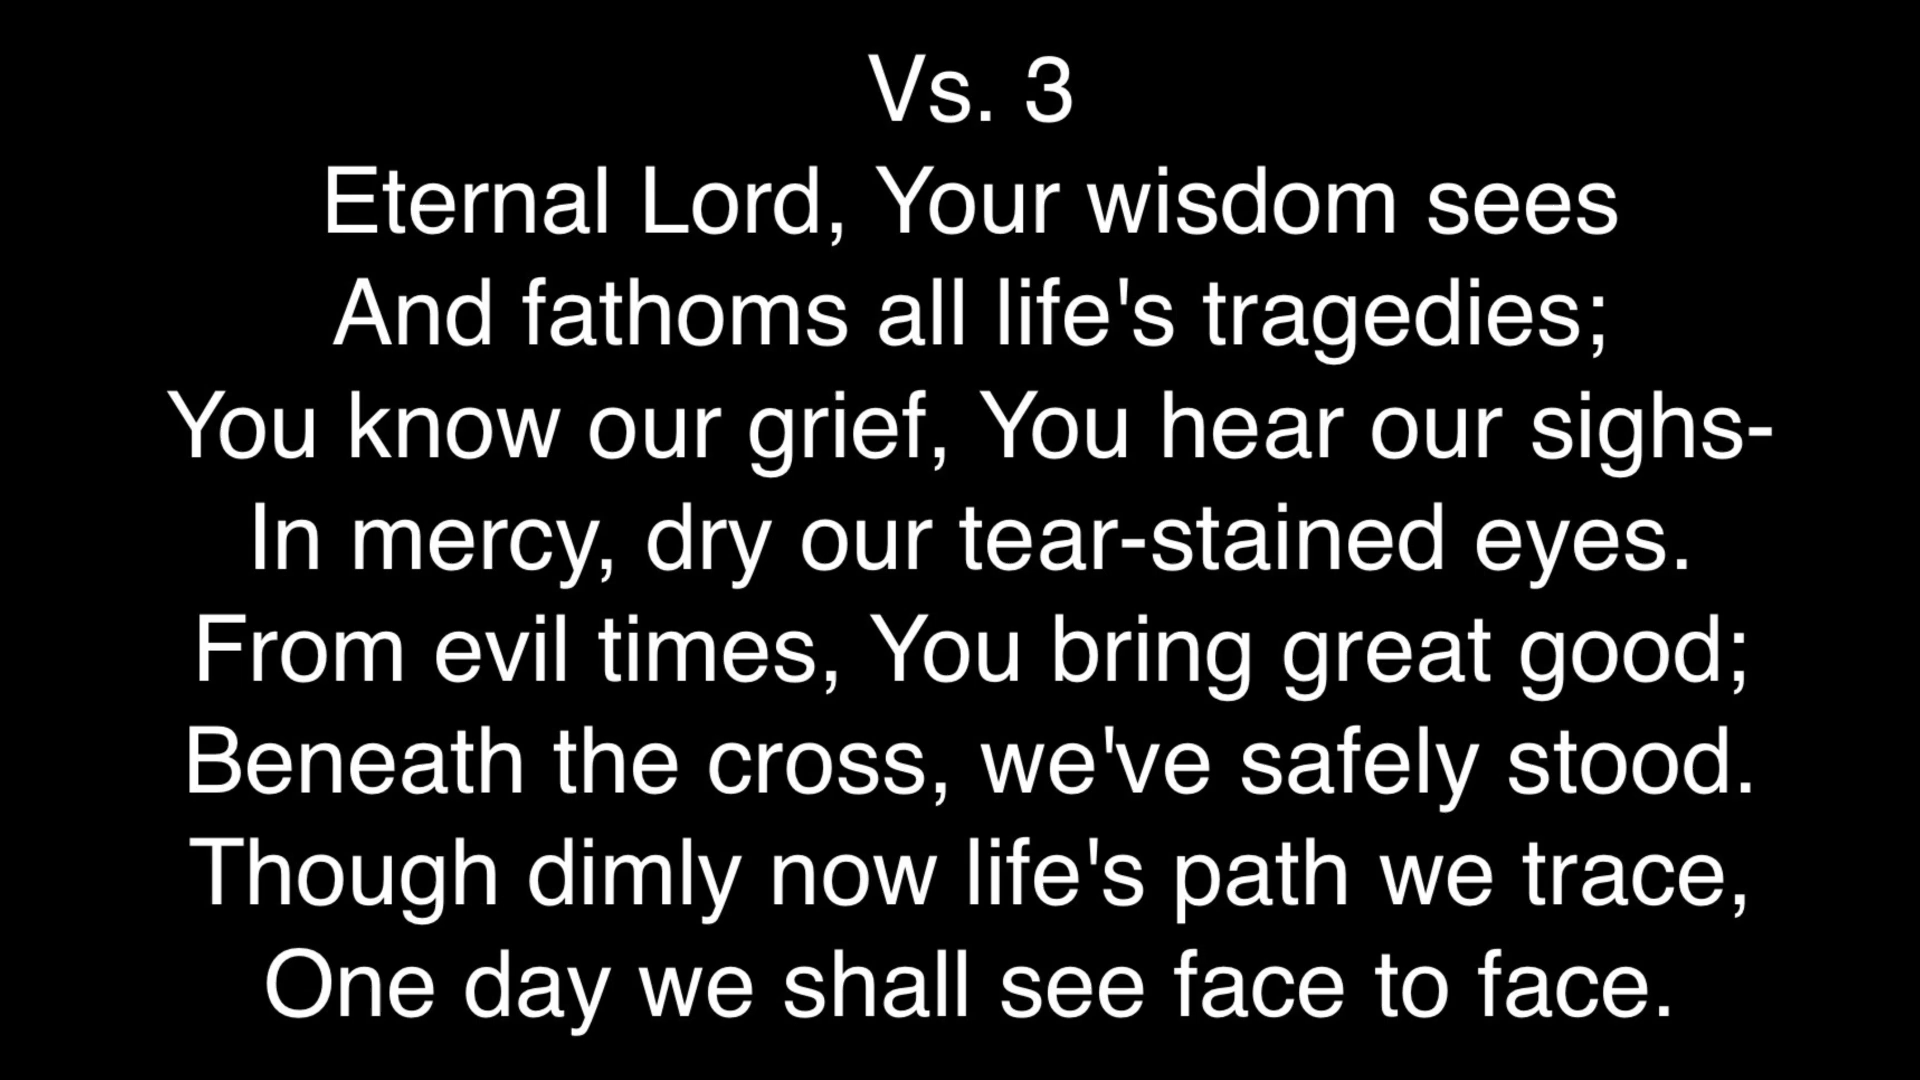 Vs. 3
Eternal Lord, Your wisdom sees
And fathoms all life's tragedies;
You know our grief, You hear our sighs-
In mercy, dry our tear-stained eyes.
From evil times, You bring great good;
Beneath the cross, we've safely stood.
Though dimly now life's path we trace,
One day we shall see face to face.